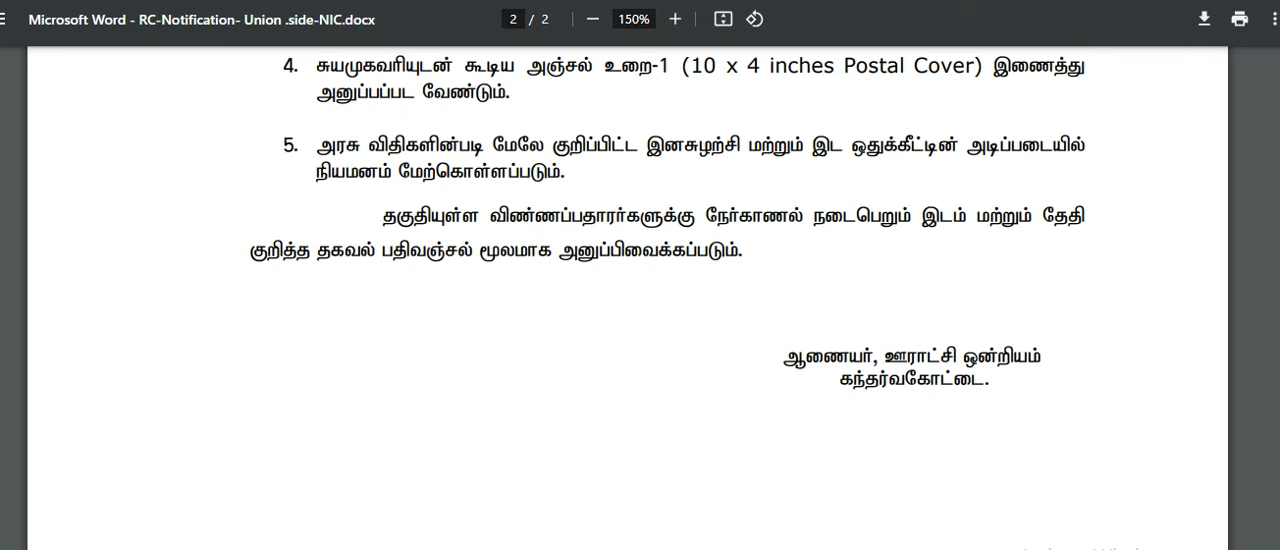 Microsoft Word - RC-Notification- Union .side-NIC.docx
2 / 2
150%
4. சுயமுகவரியுடன் கூடிய அஞ்சல் உறை-1 (10 x 4 inches Postal Cover) இணைத்து
அனுப்பப்பட வேண்டும்.
5. அரசு விதிகளின்படி மேலே குறிப்பிட்ட இனசுழற்சி மற்றும் இட ஒதுக்கீட்டின் அடிப்படையில்
நியமனம் மேற்கொள்ளப்படும்.
தகுதியுள்ள விண்ணப்பதாரர்களுக்கு நேர்காணல் நடைபெறும் இடம் மற்றும் தேதி
குறித்த தகவல் பதிவஞ்சல் மூலமாக அனுப்பிவைக்கப்படும்.
ஆணையர், ஊராட்சி ஒன்றியம்
கந்தர்வகோட்டை.